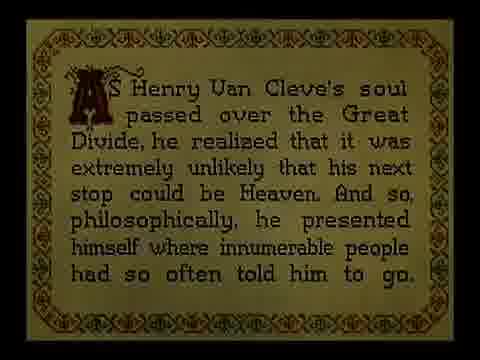 AS Henry Van Cleve's soul
passed over the Great
Divide, he realized that it was
extremely unlikely that his next
stop could be Heaven. And so,
philosophically, he presented
himself where innumerable people
had so often told him to go.